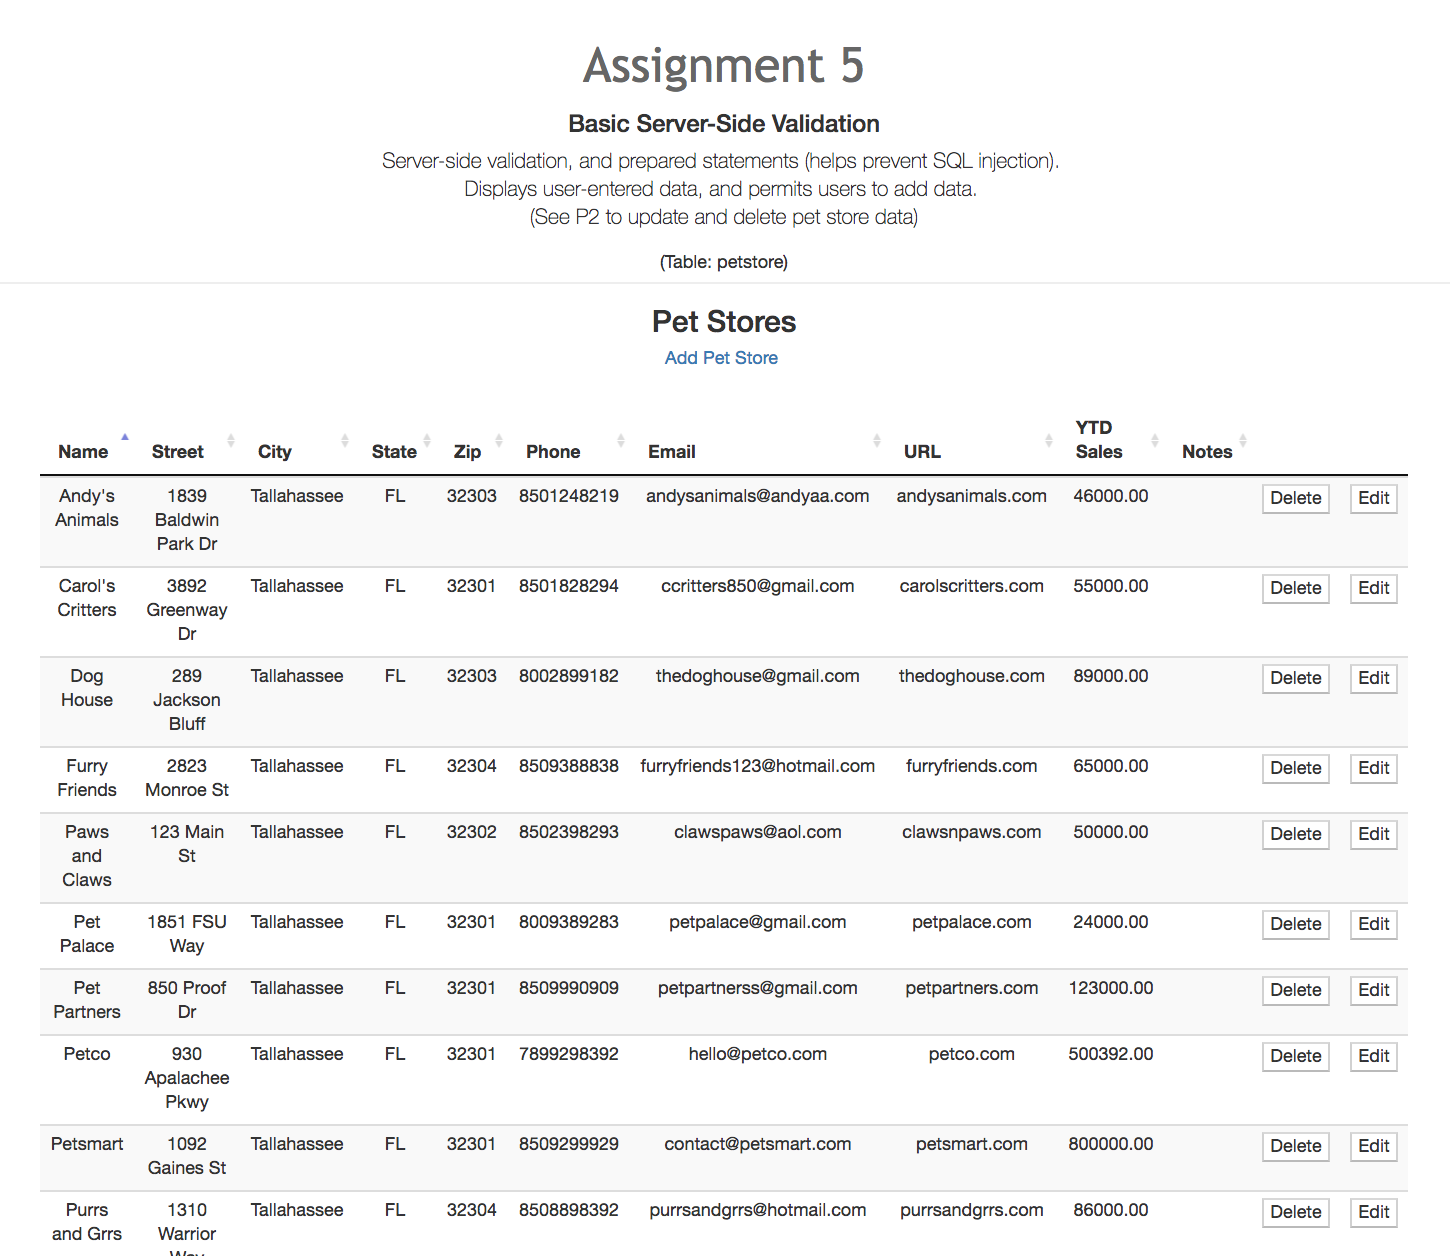 Assignment 5
Basic Server-Side Validation
Server-side validation, and prepared statements (helps prevent SQL injection).
Displays user-entered data, and permits users to add data.
(See P2 to update and delete pet store data)
(Table: petstore)
Pet Stores
Add Pet Store
Name Street City State Zip Phone Email URL YTD Sales Notes
Andy's Animals 1839 Baldwin Park Dr Tallahassee FL 32303 8501248219 andysanimals@andyaa.com andysanimals.com 46000.00 Delete Edit
Carol's Critters 3892 Greenway Dr Tallahassee FL 32301 8501828294 ccritters850@gmail.com carolscritters.com 55000.00 Delete Edit
Dog House 289 Jackson Bluff Tallahassee FL 32303 8002899182 thedoghouse@gmail.com thedoghouse.com 89000.00 Delete Edit
Furry Friends 2823 Monroe St Tallahassee FL 32304 8509388838 furryfriends123@hotmail.com furryfriends.com 65000.00 Delete Edit
Paws and Claws 123 Main St Tallahassee FL 32302 8502398293 clawspaws@aol.com clawsnpaws.com 50000.00 Delete Edit
Pet Palace 1851 FSU Way Tallahassee FL 32301 8009389283 petpalace@gmail.com petpalace.com 24000.00 Delete Edit
Pet Partners 850 Proof Dr Tallahassee FL 32301 8509990909 petpartnerss@gmail.com petpartners.com 123000.00 Delete Edit
Petco 930 Apalachee Pkwy Tallahassee FL 32301 7899298392 hello@petco.com petco.com 500392.00 Delete Edit
Petsmart 1092 Gaines St Tallahassee FL 32301 8509299929 contact@petsmart.com petsmart.com 800000.00 Delete Edit
Purrs and Grrs 1310 Warrior Tallahassee FL 32304 8508898392 purrsandgrrs@hotmail.com purrsandgrrs.com 86000.00 Delete Edit